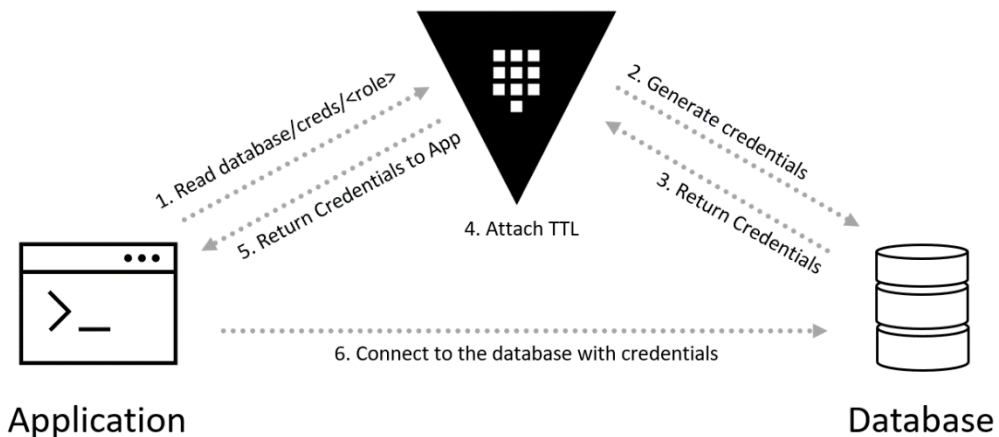 1. Read database/creds/<role>
2. Generate credentials
3. Return Credentials
4. Attach TTL
5. Return Credentials to App
6. Connect to the database with credentials
Application
Database